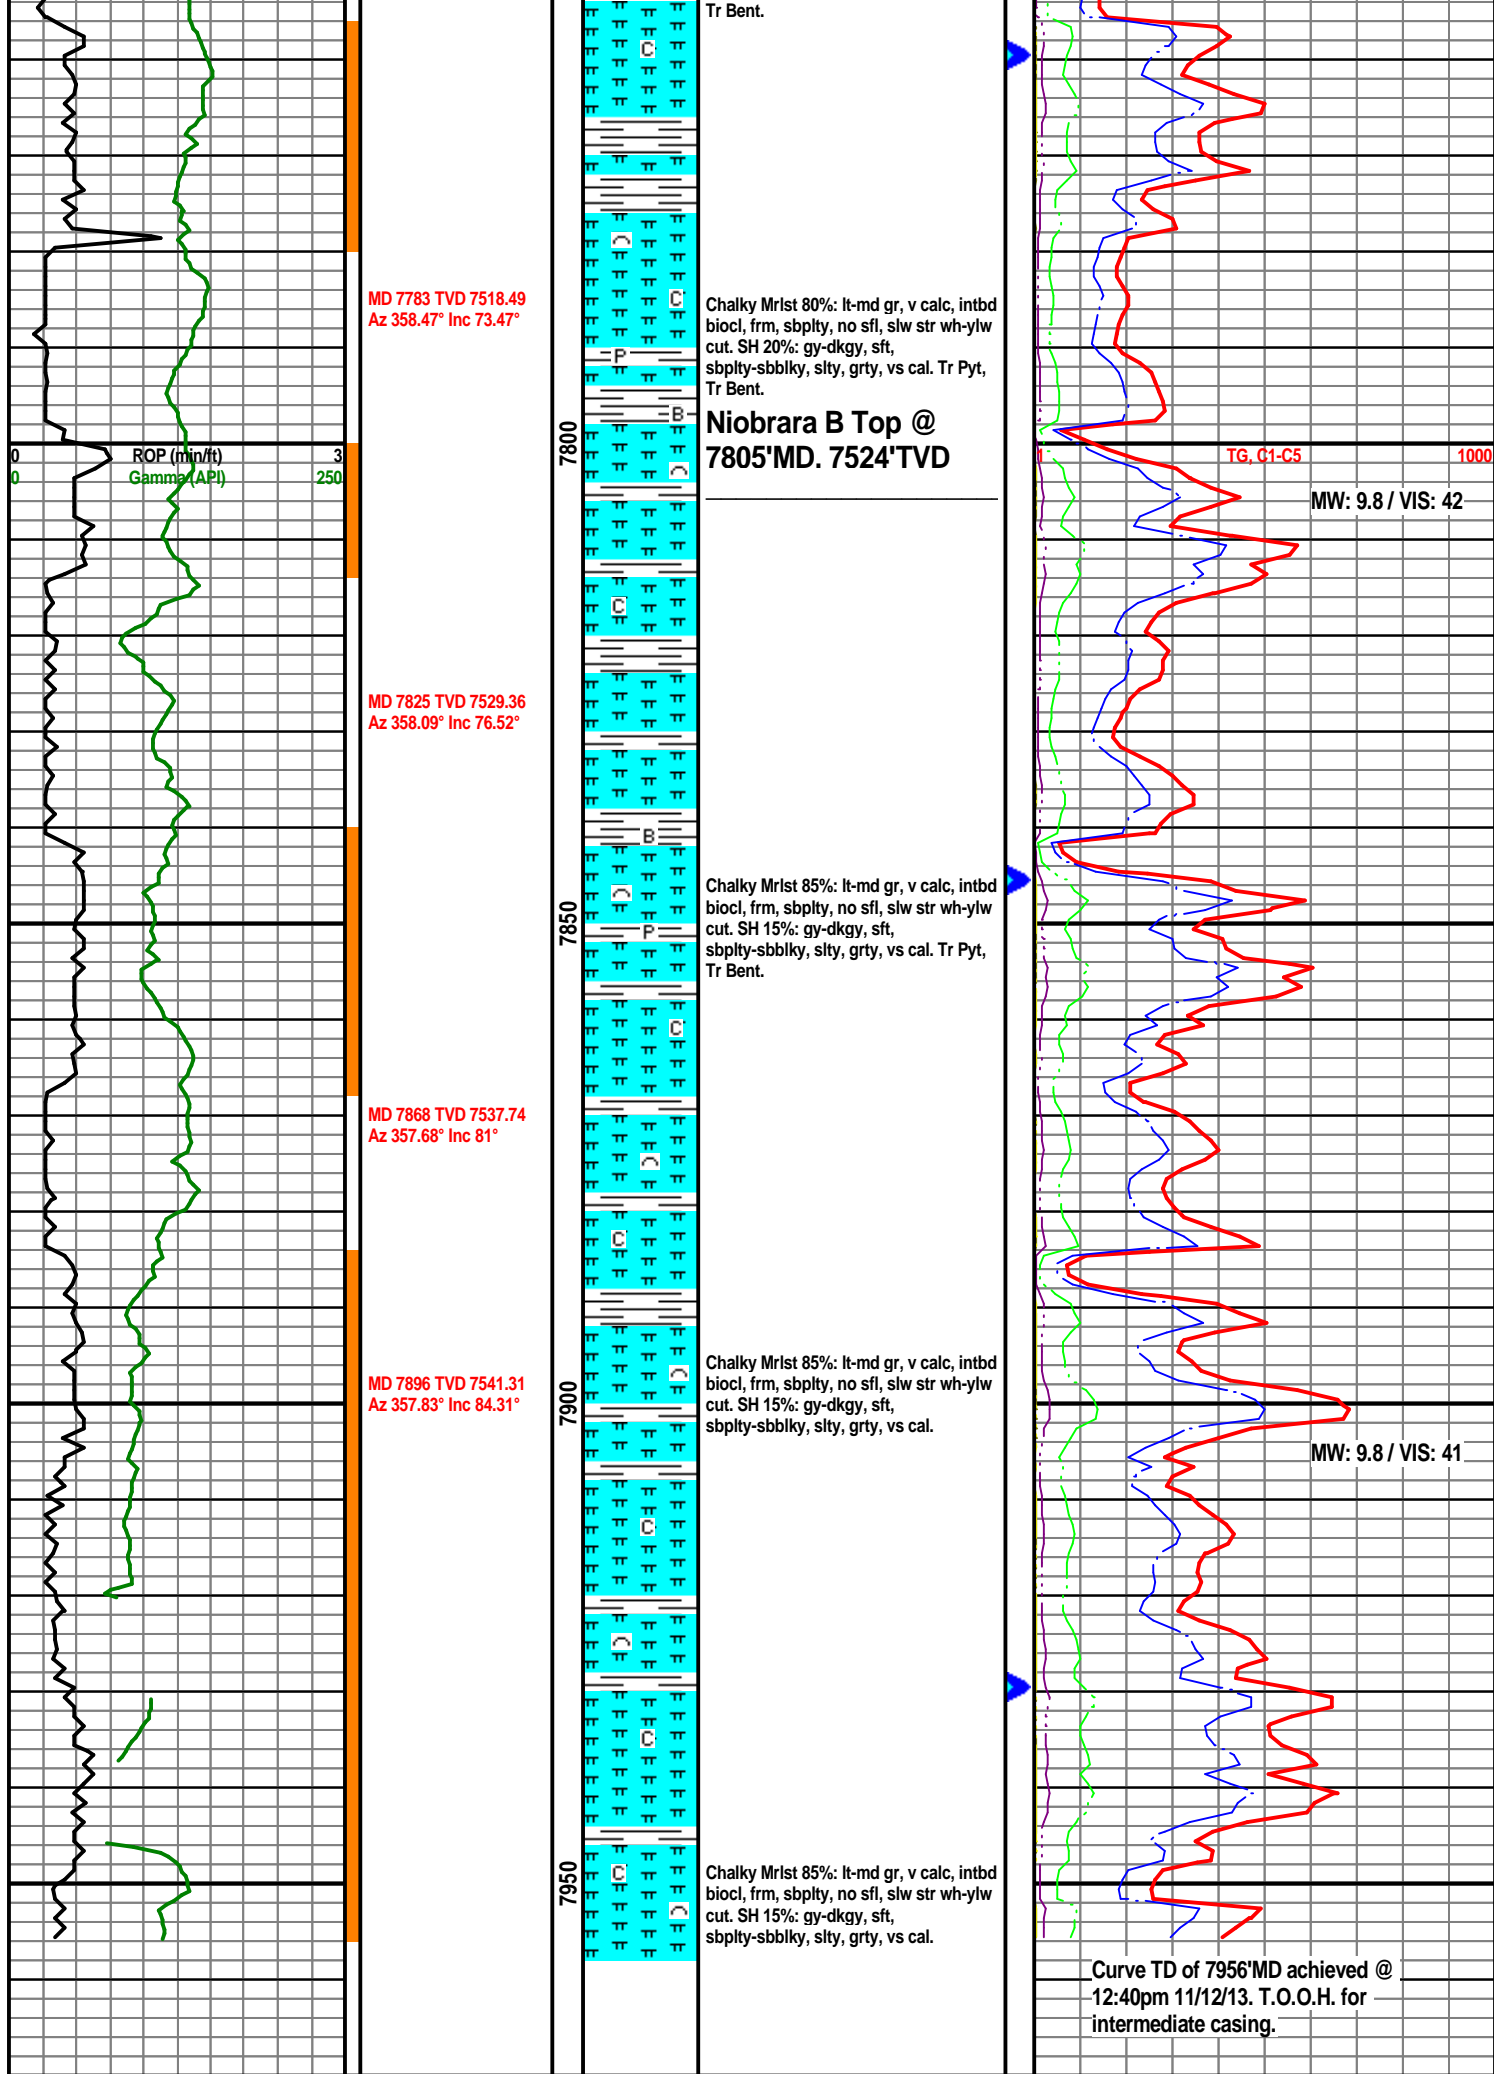 Tr Bent.
C
MD 7783 TVD 7518.49
Az 358.47° Inc 73.47°
C
Chalky Mrlst 80%: lt-md gr, v calc, intbd
biocl, frm, sbplty, no sfl, slw str wh-ylw
cut. SH 20%: gy-dkgy, sft,
sbplty-sbblky, slty, grty, vs cal. Tr Pyt,
Tr Bent.
P
B
Niobrara B Top @
7805'MD. 7524'TVD
7800
0 ROP (min/ft) 3
0 Gamma (API) 250
1 TG, C1-C5 1000
MW: 9.8 / VIS: 42
C
MD 7825 TVD 7529.36
Az 358.09° Inc 76.52°
B
7850
Chalky Mrlst 85%: lt-md gr, v calc, intbd
biocl, frm, sbplty, no sfl, slw str wh-ylw
cut. SH 15%: gy-dkgy, sft,
sbplty-sbblky, slty, grty, vs cal. Tr Pyt,
Tr Bent.
P
C
MD 7868 TVD 7537.74
Az 357.68° Inc 81°
C
MD 7896 TVD 7541.31
Az 357.83° Inc 84.31°
7900
Chalky Mrlst 85%: lt-md gr, v calc, intbd
biocl, frm, sbplty, no sfl, slw str wh-ylw
cut. SH 15%: gy-dkgy, sft,
sbplty-sbblky, slty, grty, vs cal.
MW: 9.8 / VIS: 41
C
C
7950
C
Chalky Mrlst 85%: lt-md gr, v calc, intbd
biocl, frm, sbplty, no sfl, slw str wh-ylw
cut. SH 15%: gy-dkgy, sft,
sbplty-sbblky, slty, grty, vs cal.
Curve TD of 7956'MD achieved @
12:40pm 11/12/13. T.O.O.H. for
intermediate casing.